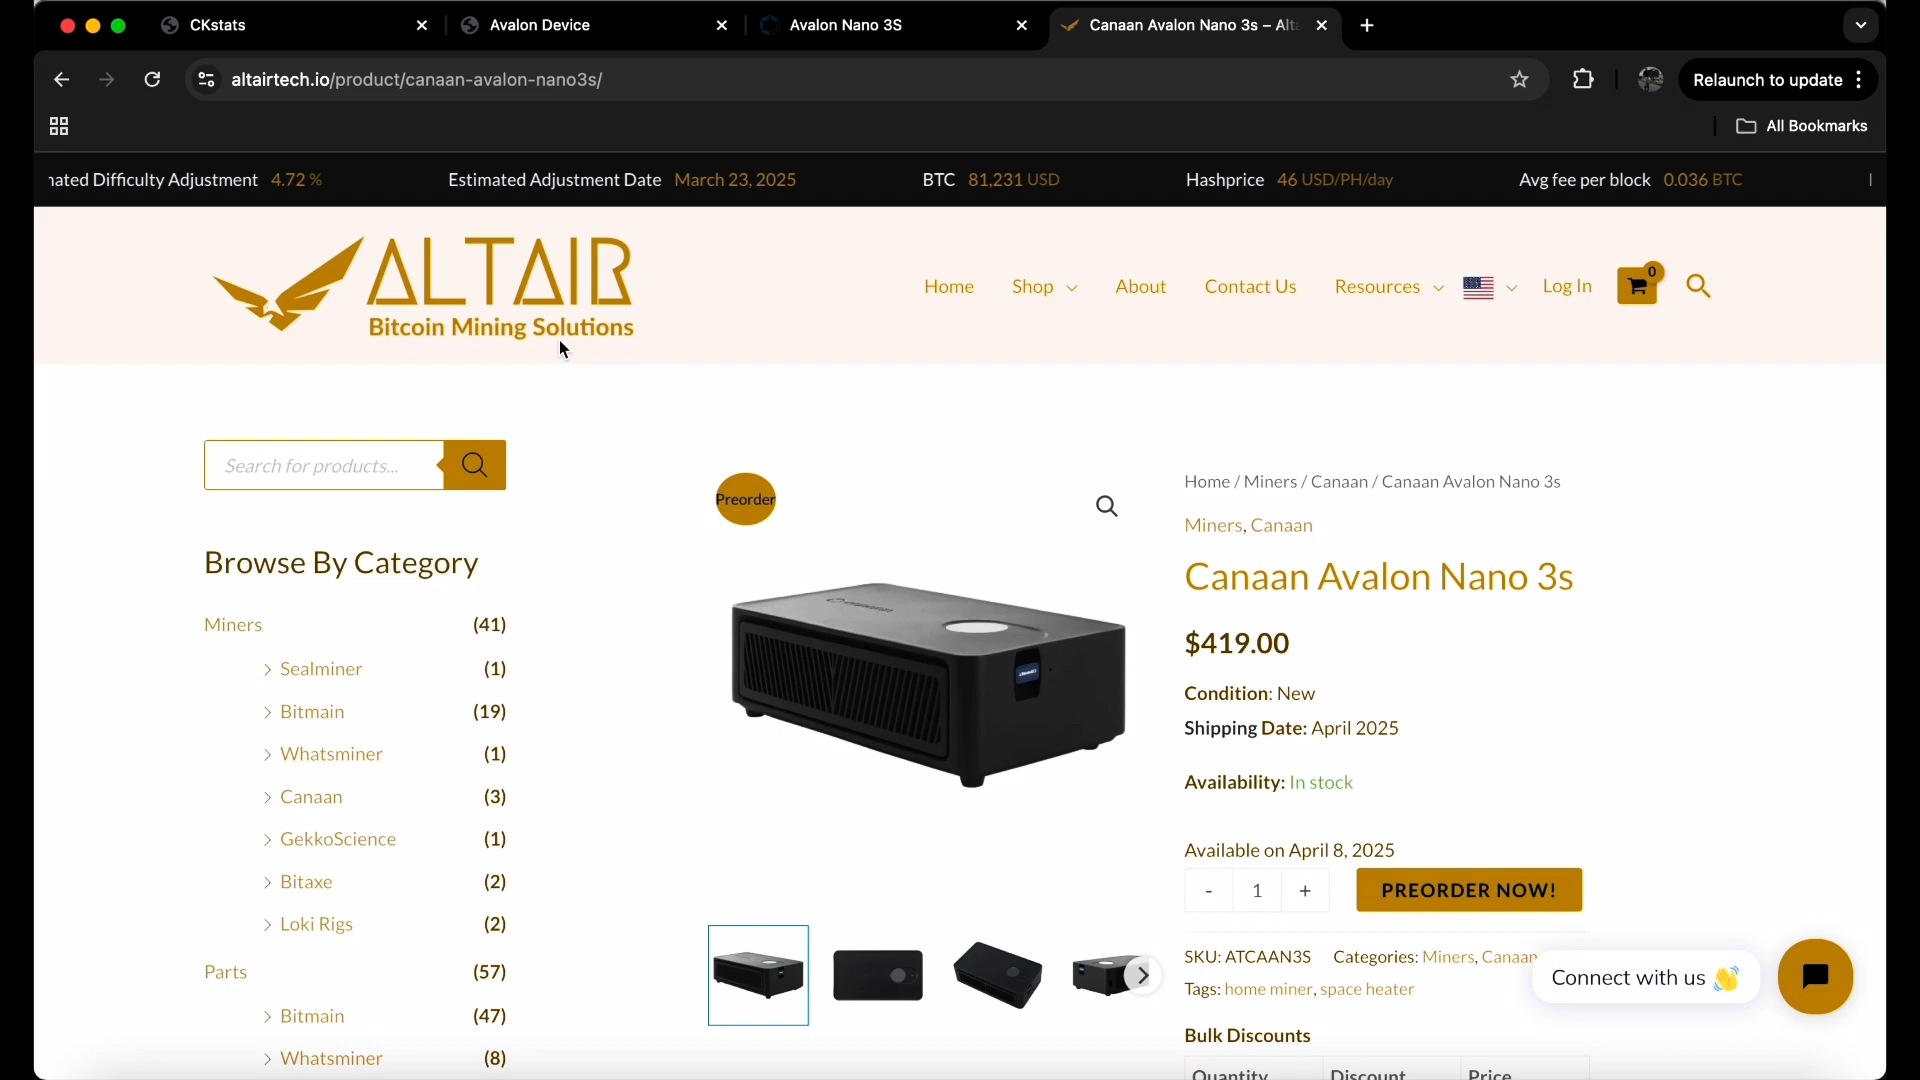 CKstats
Avalon Device
Avalon Nano 3S
Canaan Avalon Nano 3s – Alta
altairtech.io/product/canaan-avalon-nano3s/
Relaunch to update
All Bookmarks
nated Difficulty Adjustment 4.72 %
Estimated Adjustment Date March 23, 2025
BTC 81,231 USD
Hashprice 46 USD/PH/day
Avg fee per block 0.036 BTC
ALTAIR
Bitcoin Mining Solutions
Home
Shop
About
Contact Us
Resources
Log In
0
Search for products...
Browse By Category
Miners (41)
Sealminer (1)
Bitmain (19)
Whatsminer (1)
Canaan (3)
GekkoScience (1)
Bitaxe (2)
Loki Rigs (2)
Parts (57)
Bitmain (47)
Whatsminer (8)
Preorder
Home / Miners / Canaan / Canaan Avalon Nano 3s
Miners, Canaan
Canaan Avalon Nano 3s
$419.00
Condition: New
Shipping Date: April 2025
Availability: In stock
Available on April 8, 2025
- 1 +
PREORDER NOW!
SKU: ATCAAN3S Categories: Miners, Canaan
Tags: home miner, space heater
Bulk Discounts
Quantity Discount Price
Connect with us 👋